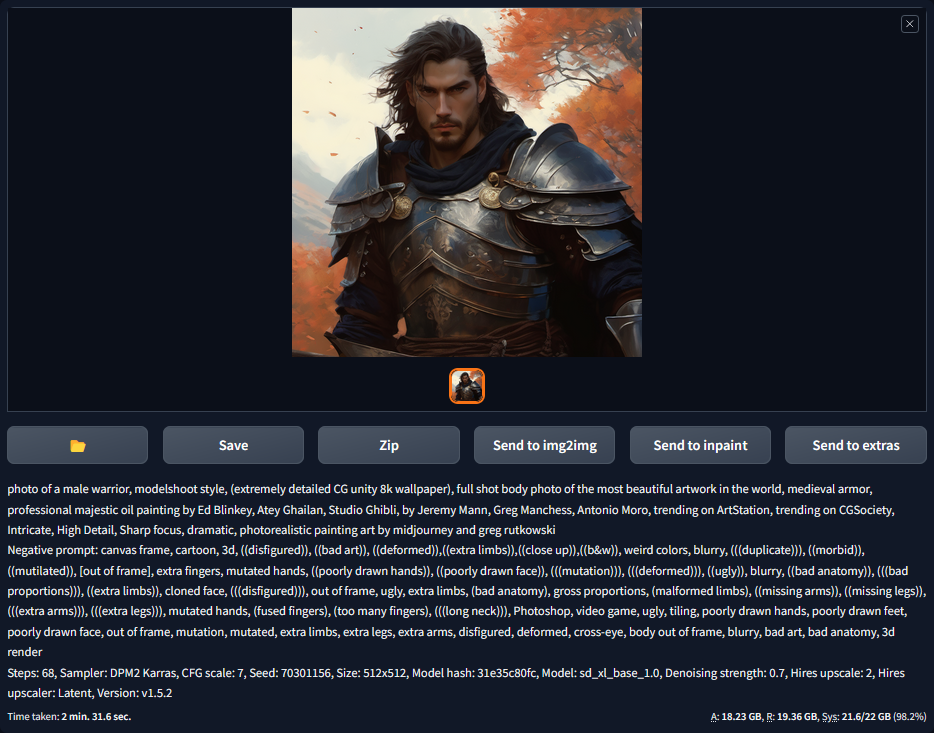 Save
Zip
Send to img2img
Send to inpaint
Send to extras
photo of a male warrior, modelshoot style, (extremely detailed CG unity 8k wallpaper), full shot body photo of the most beautiful artwork in the world, medieval armor,
professional majestic oil painting by Ed Blinkey, Atey Ghailan, Studio Ghibli, by Jeremy Mann, Greg Manchess, Antonio Moro, trending on ArtStation, trending on CGSociety,
Intricate, High Detail, Sharp focus, dramatic, photorealistic painting art by midjourney and greg rutkowski
Negative prompt: canvas frame, cartoon, 3d, ((disfigured)), ((bad art)), ((deformed)),((extra limbs)),((close up)),((b&w)), weird colors, blurry, (((duplicate))), ((morbid)),
((mutilated)), [out of frame], extra fingers, mutated hands, ((poorly drawn hands)), ((poorly drawn face)), (((mutation))), (((deformed))), ((ugly)), blurry, ((bad anatomy)), (((bad
proportions))), ((extra limbs)), cloned face, (((disfigured))), out of frame, ugly, extra limbs, (bad anatomy), gross proportions, (malformed limbs), ((missing arms)), ((missing legs)),
(((extra arms))), (((extra legs))), mutated hands, (fused fingers), (too many fingers), (((long neck))), Photoshop, video game, ugly, tiling, poorly drawn hands, poorly drawn feet,
poorly drawn face, out of frame, mutation, mutated, extra limbs, extra legs, extra arms, disfigured, deformed, cross-eye, body out of frame, blurry, bad art, bad anatomy, 3d
render
Steps: 68, Sampler: DPM2 Karras, CFG scale: 7, Seed: 70301156, Size: 512x512, Model hash: 31e35c80fc, Model: sd_xl_base_1.0, Denoising strength: 0.7, Hires upscale: 2, Hires
upscaler: Latent, Version: v1.5.2
Time taken: 2 min. 31.6 sec.
A: 18.23 GB, R: 19.36 GB, Sys: 21.6/22 GB (98.2%)